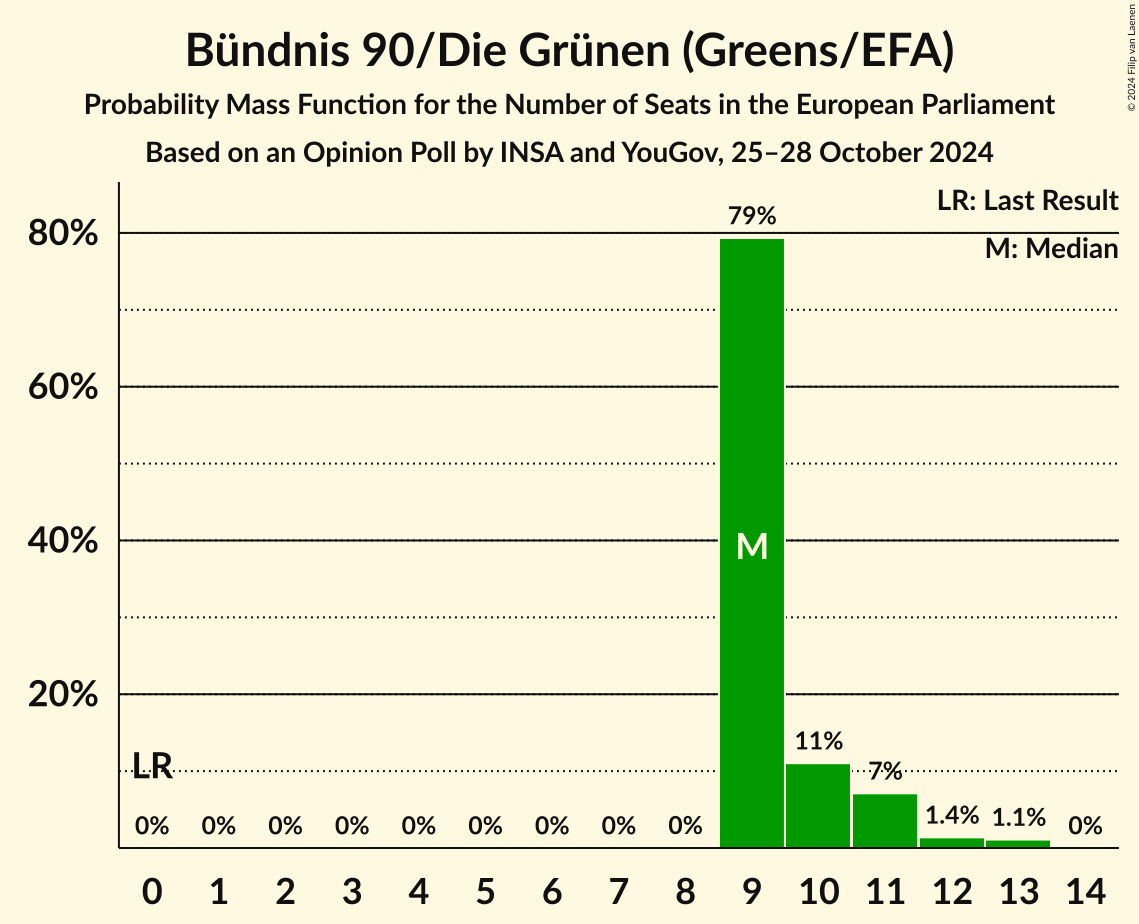 Bündnis 90/Die Grünen (Greens/EFA)
Probability Mass Function for the Number of Seats in the European Parliament
Based on an Opinion Poll by INSA and YouGov, 25–28 October 2024
© 2024 Filip van Laenen
LR: Last Result
M: Median
80%
60%
40%
20%
79%
M
11%
7%
LR
0% 0% 0% 0% 0% 0% 0% 0% 0% 1.4% 1.1% 0%
0 1 2 3 4 5 6 7 8 9 10 11 12 13 14